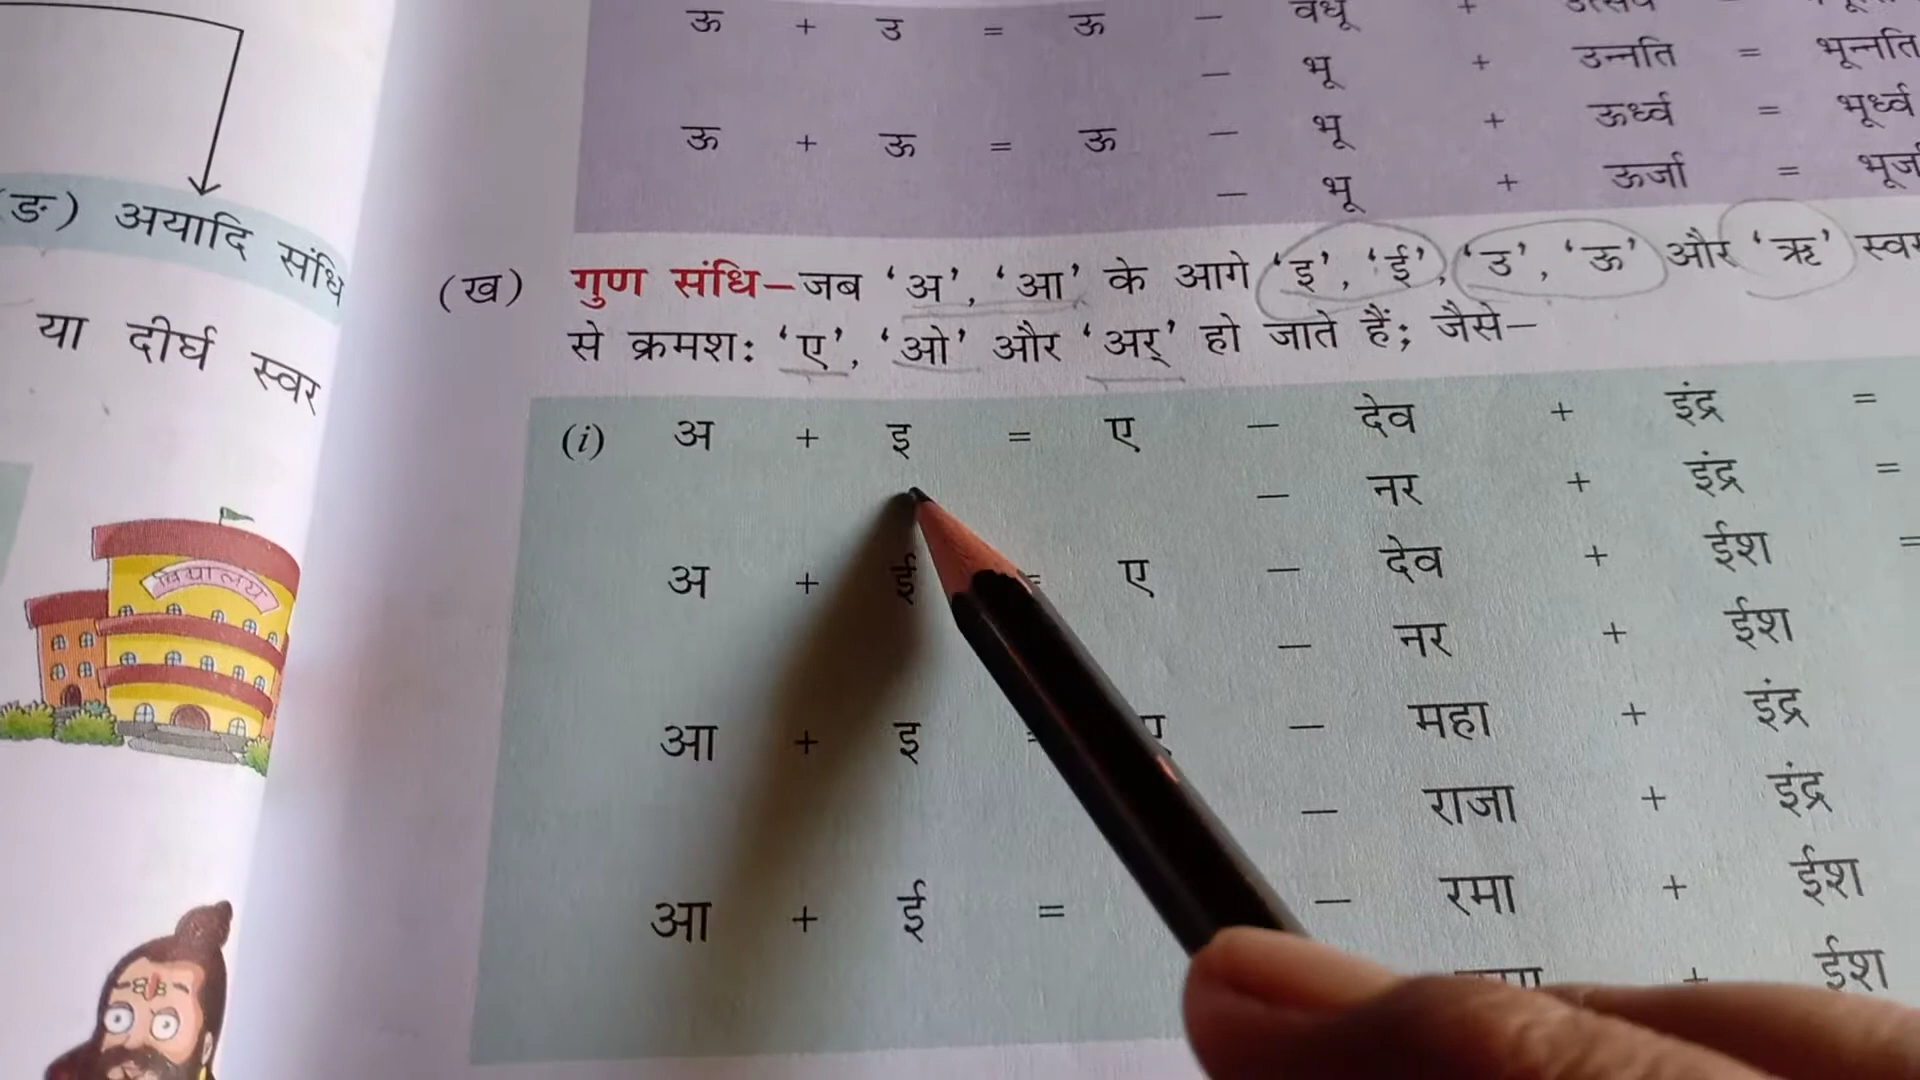 (ङ) अयादि संधि
या दीर्घ स्वर
विद्यालय
ऊ + उ = ऊ – वधू +
– भू + उन्नति = भून्नति
ऊ + ऊ = ऊ – भू + ऊर्ध्व = भूर्ध्व
– भू + ऊर्जा =
(ख) गुण संधि–जब ‘अ’, ‘आ’ के आगे ‘इ’, ‘ई’, ‘उ’, ‘ऊ’ और ‘ऋ’
से क्रमशः ‘ए’, ‘ओ’ और ‘अर्’ हो जाते हैं; जैसे–
(i) अ + इ = ए – देव + इंद्र =
– नर + इंद्र =
अ + ई = ए – देव + ईश =
– नर + ईश
आ + इ = ए – महा + इंद्र
– राजा + इंद्र
आ + ई = – रमा + ईश
+ ईश